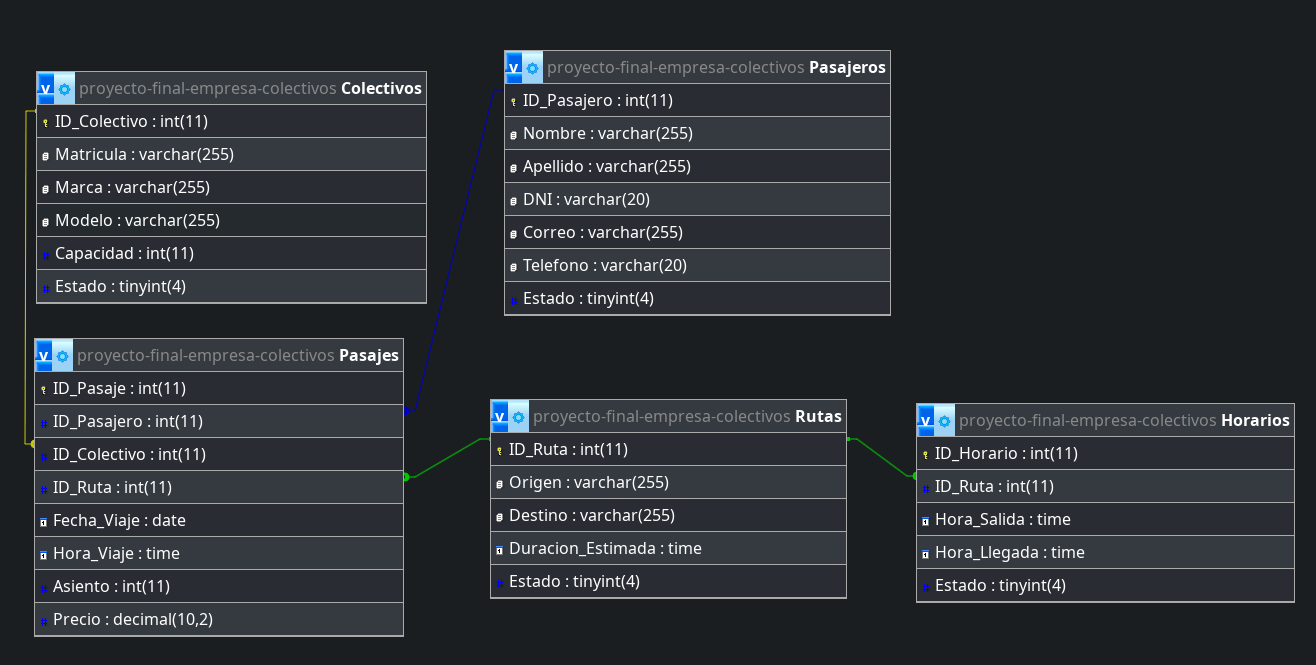 v proyecto-final-empresa-colectivos Colectivos
ID_Colectivo : int(11)
Matricula : varchar(255)
Marca : varchar(255)
Modelo : varchar(255)
Capacidad : int(11)
Estado : tinyint(4)
v proyecto-final-empresa-colectivos Pasajeros
ID_Pasajero : int(11)
Nombre : varchar(255)
Apellido : varchar(255)
DNI : varchar(20)
Correo : varchar(255)
Telefono : varchar(20)
Estado : tinyint(4)
v proyecto-final-empresa-colectivos Pasajes
ID_Pasaje : int(11)
ID_Pasajero : int(11)
ID_Colectivo : int(11)
ID_Ruta : int(11)
Fecha_Viaje : date
Hora_Viaje : time
# Asiento : int(11)
# Precio : decimal(10,2)
v proyecto-final-empresa-colectivos Rutas
ID_Ruta : int(11)
Origen : varchar(255)
Destino : varchar(255)
Duracion_Estimada : time
Estado : tinyint(4)
v proyecto-final-empresa-colectivos Horarios
ID_Horario : int(11)
ID_Ruta : int(11)
Hora_Salida : time
Hora_Llegada : time
Estado : tinyint(4)